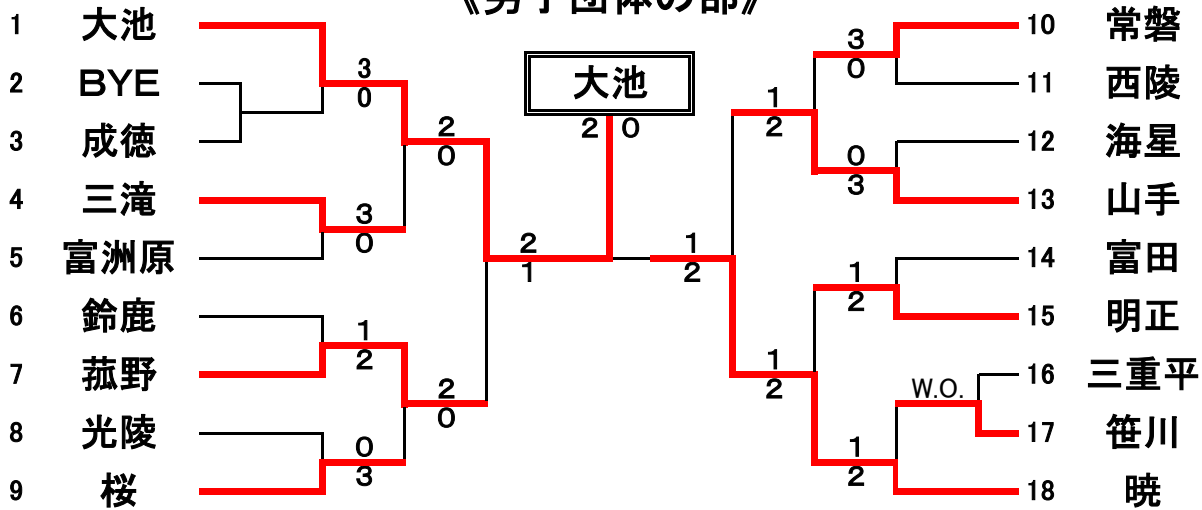 《男子団体の部》
1 大池
2 BYE
3 成徳
4 三滝
5 富洲原
6 鈴鹿
7 菰野
8 光陵
9 桜
3
0
3
0
1
2
0
3
2
0
2
0
2
1
大池
2 0
1
2
1
2
1
2
3
0
0
3
1
2
W.O.
1
2
10 常磐
11 西陵
12 海星
13 山手
14 富田
15 明正
16 三重平
17 笹川
18 暁